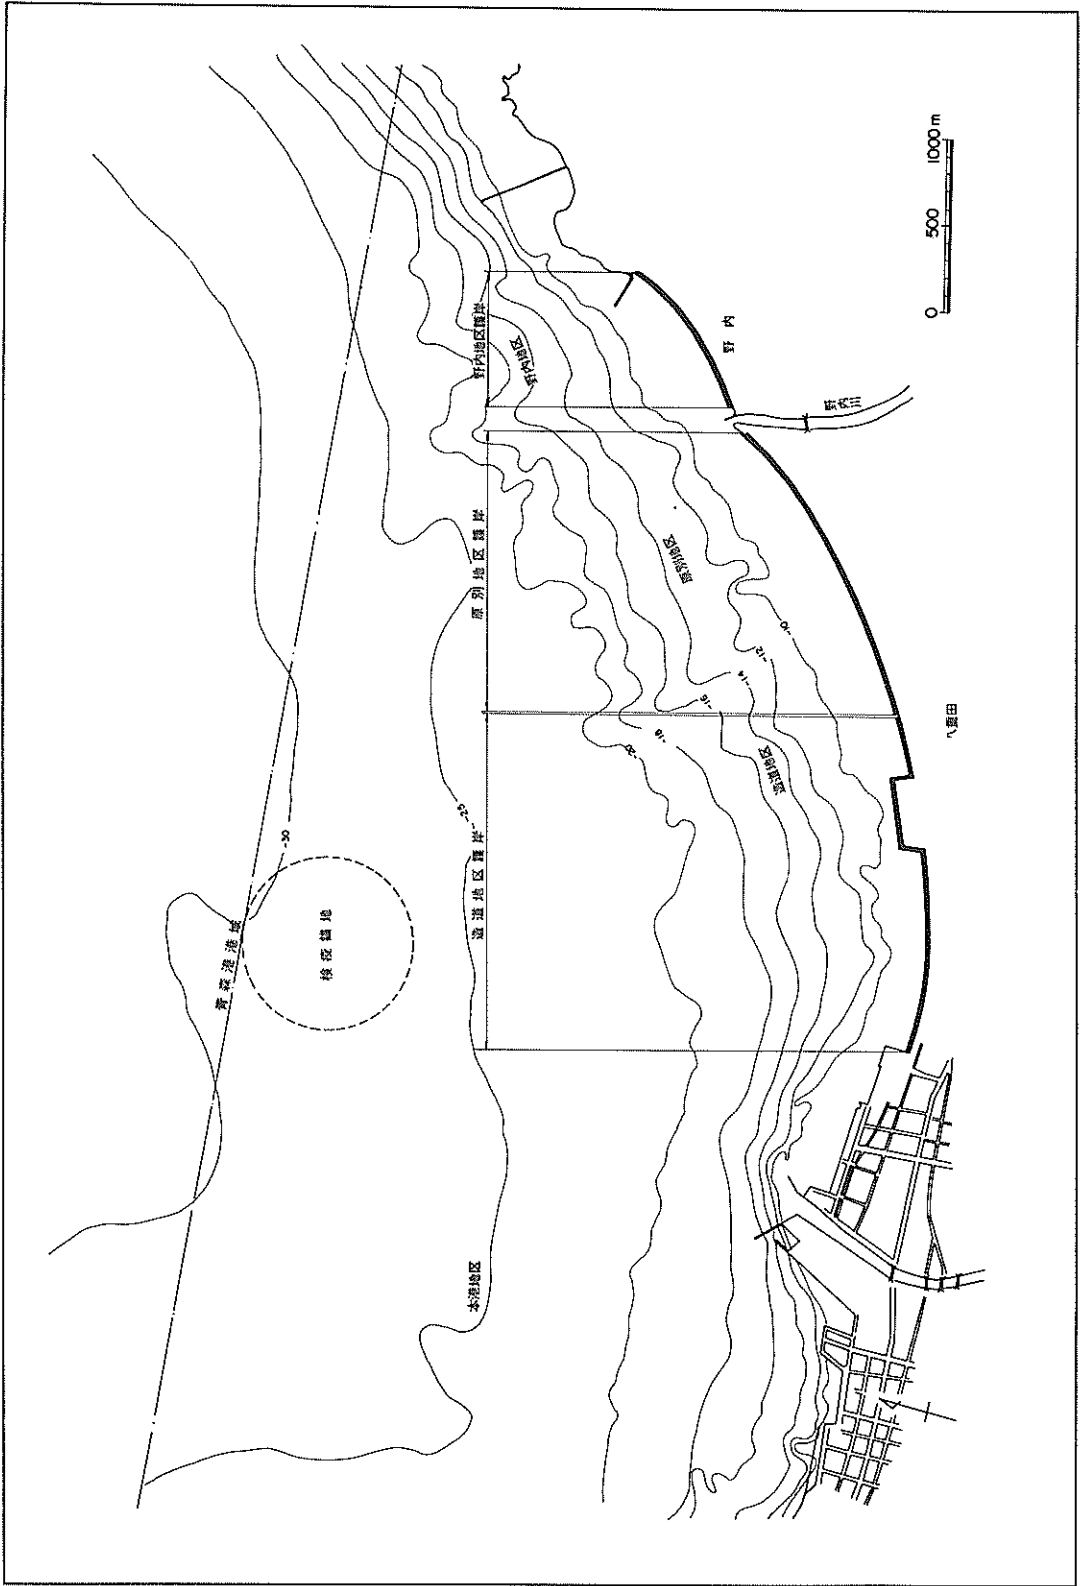 青森港港域
検疫錨地
-30
-25
本港地区
造道地区護岸
原別地区護岸
野内地区護岸
野内地区
原別地区
造道地区
-20
-18
-16
-14
-12
-10
野内
野内川
八重田
0 500 1000m